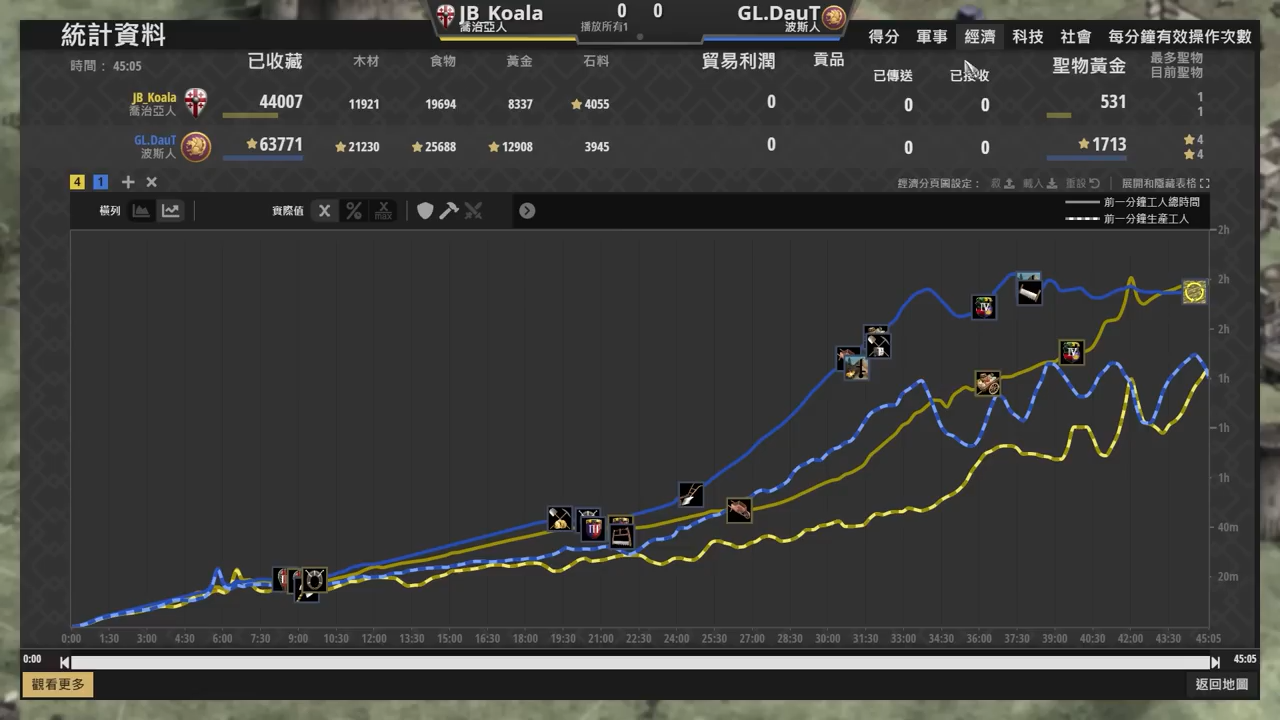 JB_Koala
喬治亞人
0
0
播放所有1
GL.DauT
波斯人
統計資料
得分 軍事 經濟 科技 社會 每分鐘有效操作次數
時間：45:05
已收藏 木材 食物 黃金 石料 貿易利潤 貢品 已傳送 已接收 聖物黃金 最多聖物
目前聖物
JB_Koala
喬治亞人
44007 11921 19694 8337 4055 0 0 0 531 1
1
GL.DauT
波斯人
63771 21230 25688 12908 3945 0 0 0 1713 4
4
4 1 + ×
經濟分頁圖設定： 載入 重設 展開和隱藏表格
橫列 實際值 X % X max
前一分鐘工人總時間
前一分鐘生產工人
2h
2h
2h
1h
1h
1h
40m
20m
0:00 1:30 3:00 4:30 6:00 7:30 9:00 10:30 12:00 13:30 15:00 16:30 18:00 19:30 21:00 22:30 24:00 25:30 27:00 28:30 30:00 31:30 33:00 34:30 36:00 37:30 39:00 40:30 42:00 43:30 45:05
0:00 45:05
觀看更多 返回地圖